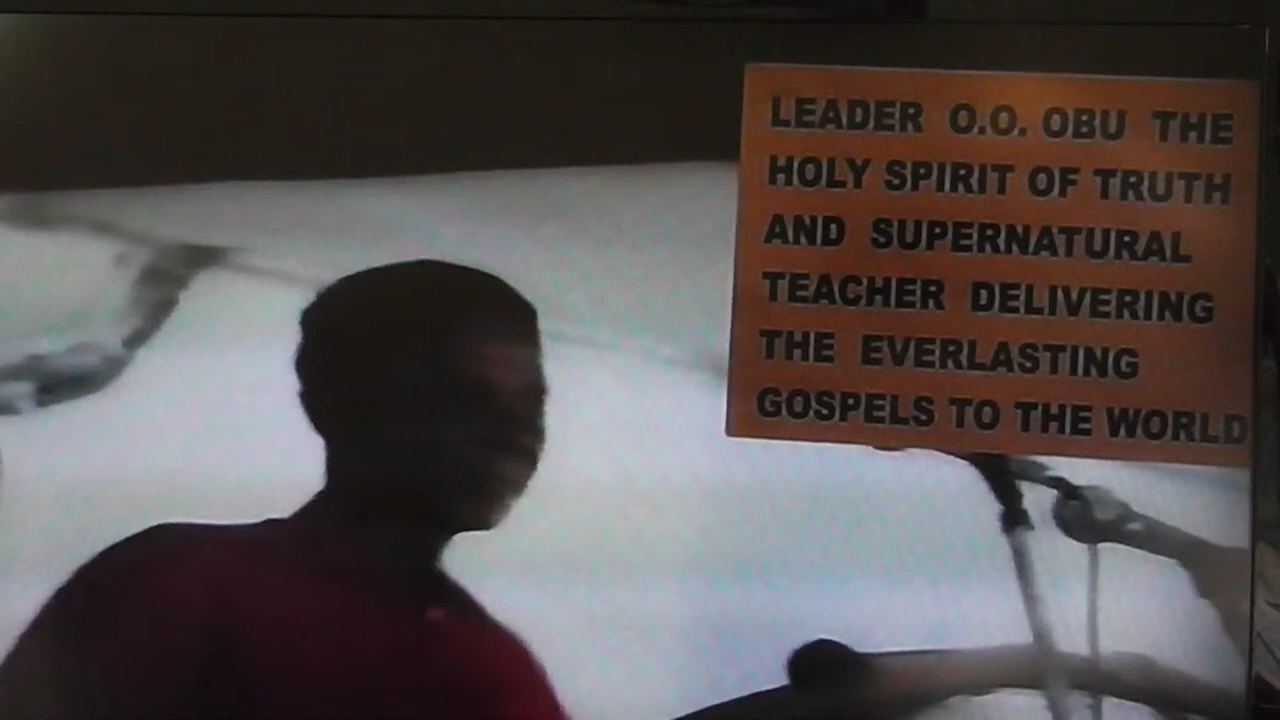 LEADER O.O. OBU THE
HOLY SPIRIT OF TRUTH
AND SUPERNATURAL
TEACHER DELIVERING
THE EVERLASTING
GOSPELS TO THE WORLD